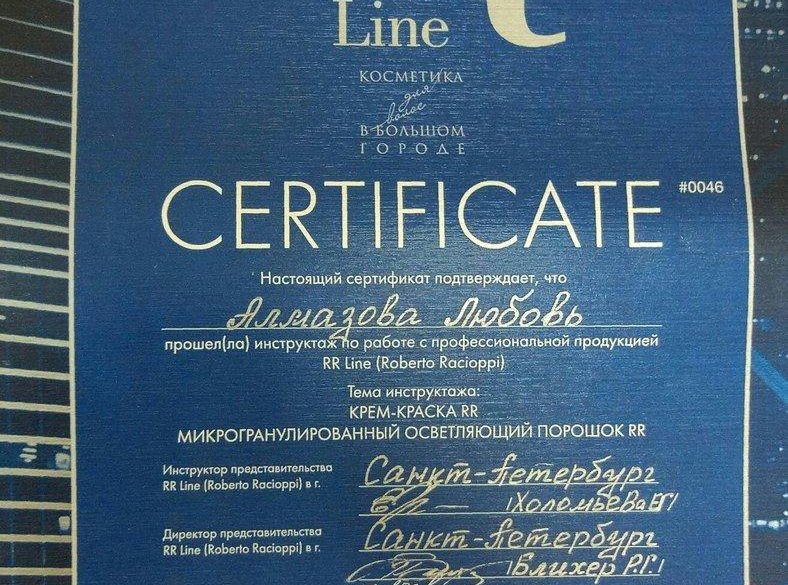 Line
КОСМЕТИКА
для
волос
В БОЛЬШОМ
ГОРОДЕ
CERTIFICATE #0046
Настоящий сертификат подтверждает, что
Алмазова Любовь
прошел(ла) инструктаж по работе с профессиональной продукцией
RR Line (Roberto Racioppi)
Тема инструктажа:
КРЕМ-КРАСКА RR
МИКРОГРАНУЛИРОВАННЫЙ ОСВЕТЛЯЮЩИЙ ПОРОШОК RR
Инструктор представительства
RR Line (Roberto Racioppi) в г.
Санкт-Петербург
/Холомьева ЕГ/
Директор представительства
RR Line (Roberto Racioppi) в г.
Санкт-Петербург
/Блихер Р.Г./